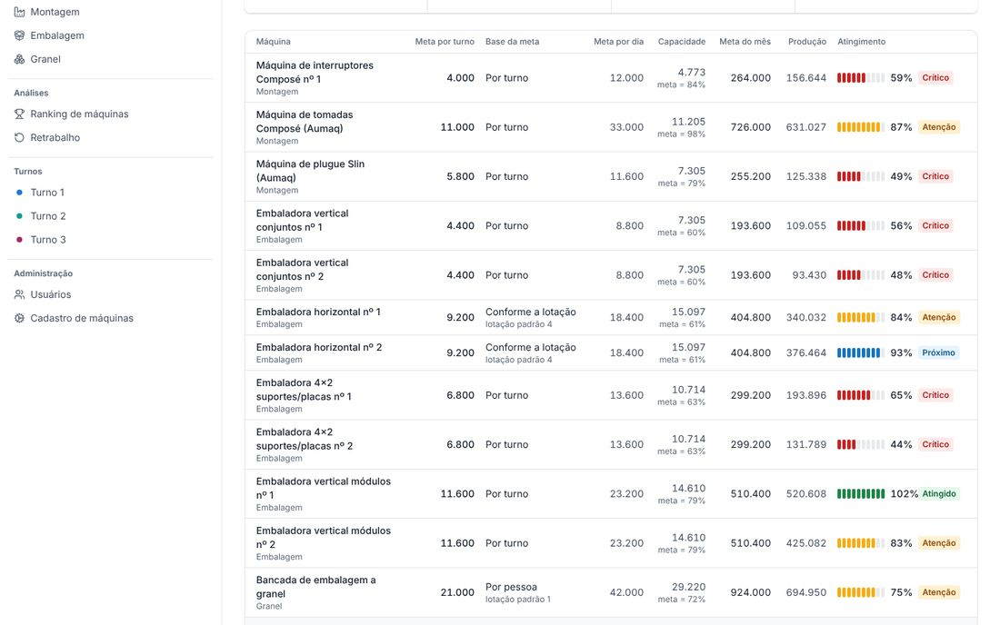 Montagem
Embalagem
Granel
Análises
Ranking de máquinas
Retrabalho
Turnos
Turno 1
Turno 2
Turno 3
Administração
Usuários
Cadastro de máquinas
Máquina Meta por turno Base da meta Meta por dia Capacidade Meta do mês Produção Atingimento
Máquina de interruptores
Composé nº 1
Montagem
4.000 Por turno 12.000 4.773 264.000 156.644 59% Crítico
meta = 84%
Máquina de tomadas
Composé (Aumaq)
Montagem
11.000 Por turno 33.000 11.205 726.000 631.027 87% Atenção
meta = 98%
Máquina de plugue Slin
(Aumaq)
Montagem
5.800 Por turno 11.600 7.305 255.200 125.338 49% Crítico
meta = 79%
Embaladora vertical
conjuntos nº 1
Embalagem
4.400 Por turno 8.800 7.305 193.600 109.055 56% Crítico
meta = 60%
Embaladora vertical
conjuntos nº 2
Embalagem
4.400 Por turno 8.800 7.305 193.600 93.430 48% Crítico
meta = 60%
Embaladora horizontal nº 1
Embalagem
9.200 Conforme a lotação 18.400 15.097 404.800 340.032 84% Atenção
lotação padrão 4 meta = 61%
Embaladora horizontal nº 2
Embalagem
9.200 Conforme a lotação 18.400 15.097 404.800 376.464 93% Próximo
lotação padrão 4 meta = 61%
Embaladora 4x2
suportes/placas nº 1
Embalagem
6.800 Por turno 13.600 10.714 299.200 193.896 65% Crítico
meta = 63%
Embaladora 4x2
suportes/placas nº 2
Embalagem
6.800 Por turno 13.600 10.714 299.200 131.789 44% Crítico
meta = 63%
Embaladora vertical módulos
nº 1
Embalagem
11.600 Por turno 23.200 14.610 510.400 520.608 102% Atingido
meta = 79%
Embaladora vertical módulos
nº 2
Embalagem
11.600 Por turno 23.200 14.610 510.400 425.082 83% Atenção
meta = 79%
Bancada de embalagem a
granel
Granel
21.000 Por pessoa 42.000 29.220 924.000 694.950 75% Atenção
lotação padrão 1 meta = 72%